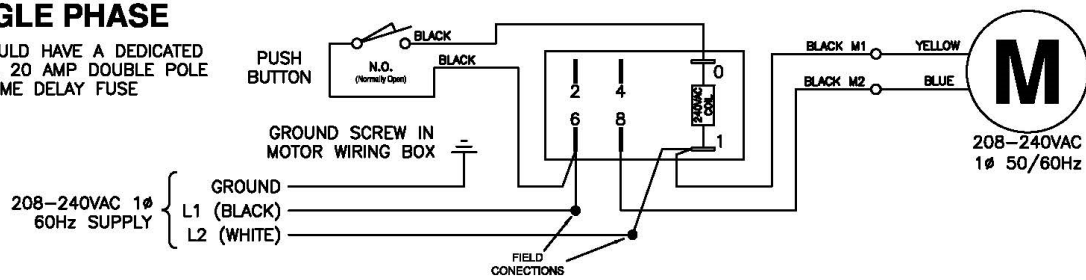 GLE PHASE
ULD HAVE A DEDICATED
20 AMP DOUBLE POLE
ME DELAY FUSE
PUSH
BUTTON
N.O.
(Normally Open)
BLACK
BLACK
2 4
6 8
0
240VAC
COIL
1
BLACK M1
YELLOW
BLACK M2
BLUE
M
208-240VAC
1ø 50/60Hz
GROUND SCREW IN
MOTOR WIRING BOX
208-240VAC 1ø
60Hz SUPPLY
GROUND
L1 (BLACK)
L2 (WHITE)
FIELD
CONECTIONS